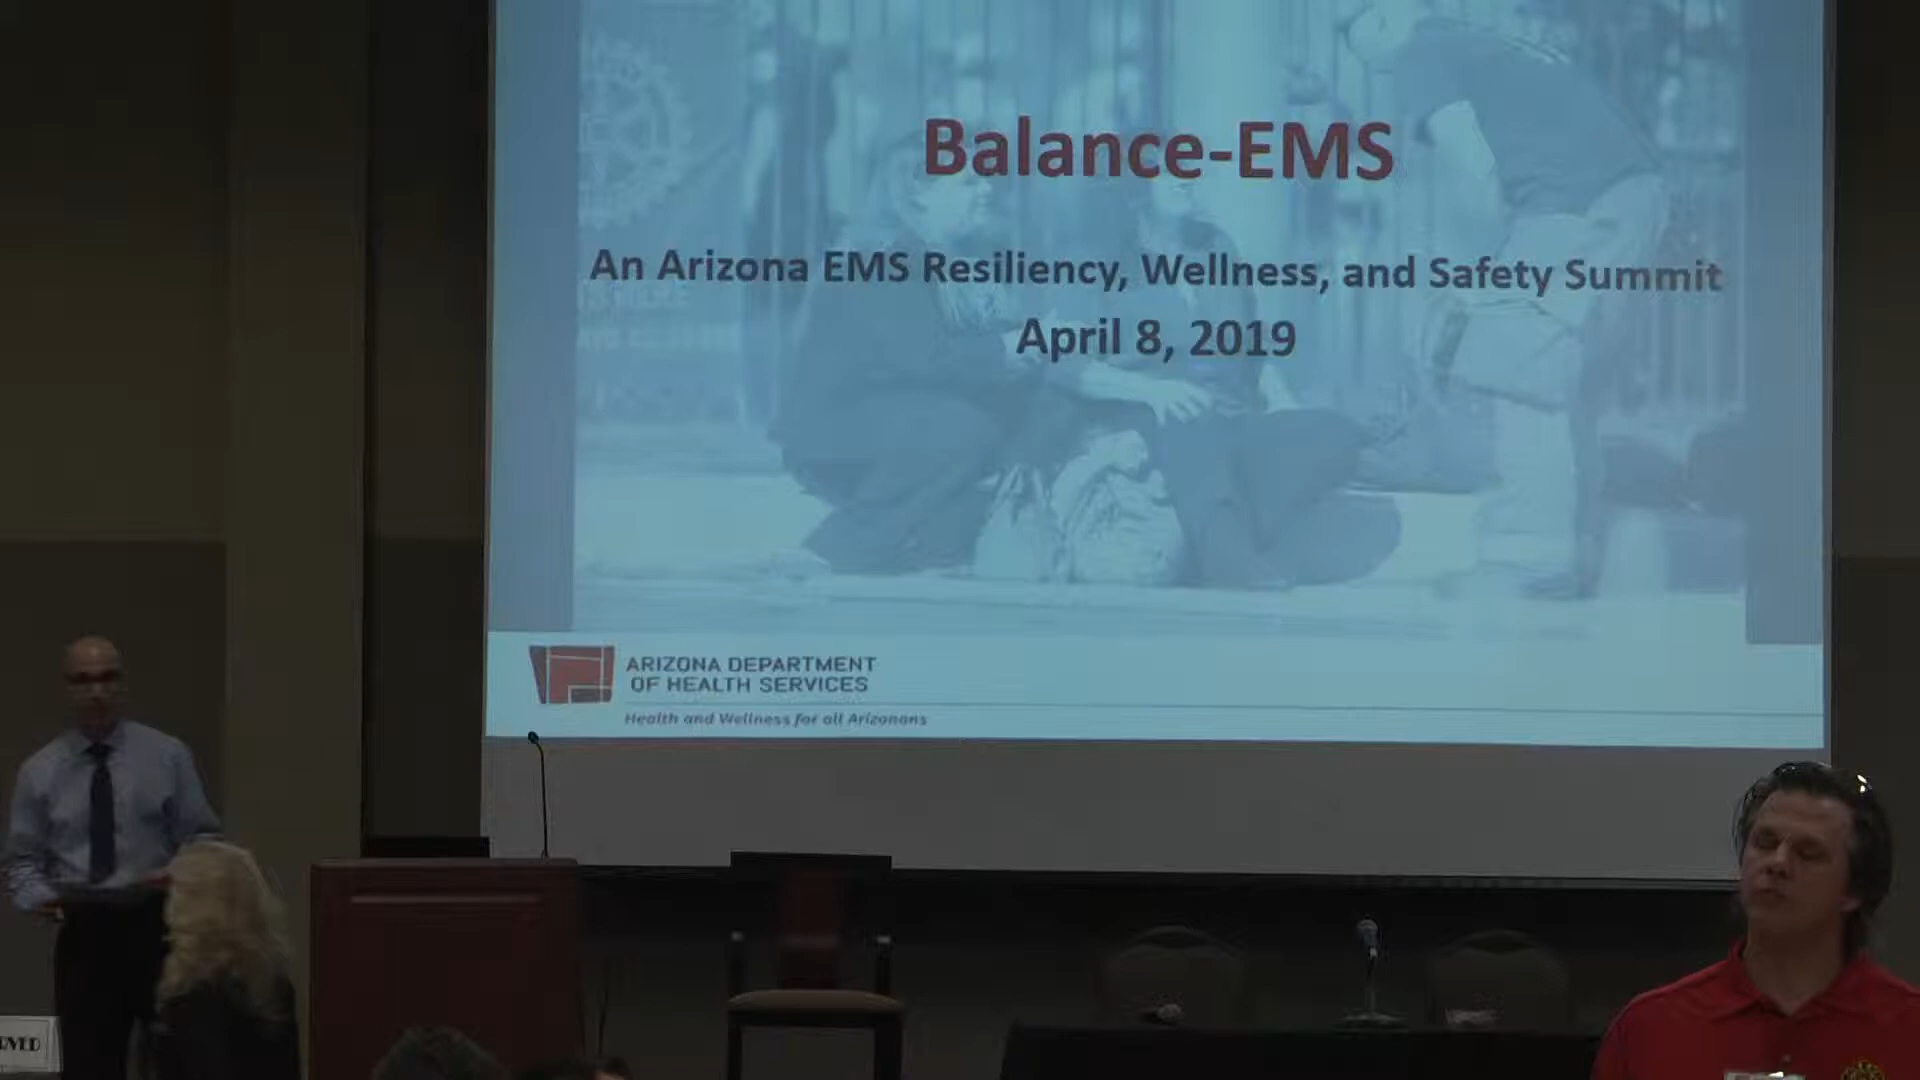 Balance-EMS
An Arizona EMS Resiliency, Wellness, and Safety Summit
April 8, 2019
ARIZONA DEPARTMENT
OF HEALTH SERVICES
Health and Wellness for all Arizonans